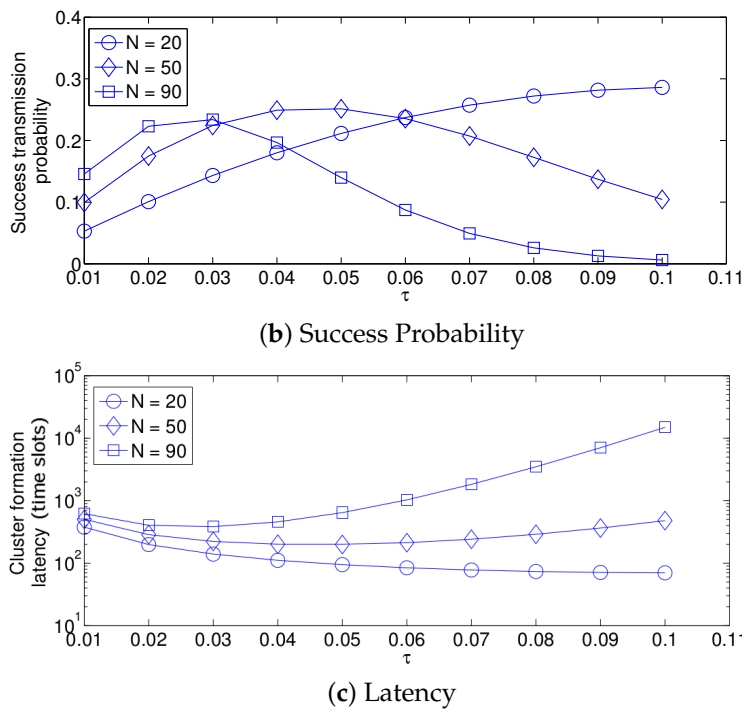 0.4
0.3
0.2
0.1
0
Success transmission
probability
N = 20
N = 50
N = 90
0.01 0.02 0.03 0.04 0.05 0.06 0.07 0.08 0.09 0.1 0.11
τ
(b) Success Probability
10^5
10^4
10^3
10^2
10^1
Cluster formation
latency (time slots)
N = 20
N = 50
N = 90
0.01 0.02 0.03 0.04 0.05 0.06 0.07 0.08 0.09 0.1 0.11
τ
(c) Latency